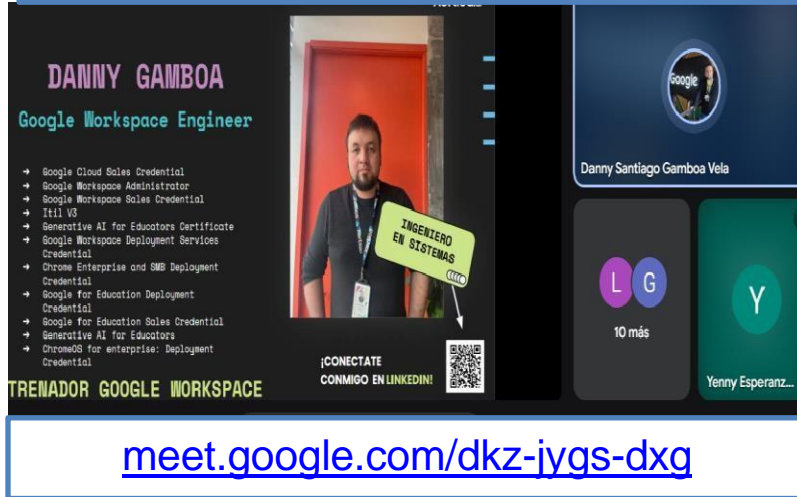 DANNY GAMBOA
Google Workspace Engineer
→ Google Cloud Sales Credential
→ Google Workspace Administrator
→ Google Workspace Sales Credential
→ Itil V3
→ Generative AI for Educators Certificate
→ Google Workspace Deployment Services
Credential
→ Chrome Enterprise and SMB Deployment
Credential
→ Google for Education Deployment
Credential
→ Google for Education Sales Credential
→ Generative AI for Educators
→ ChromeOS for enterprise: Deployment
Credential
TRENADOR GOOGLE WORKSPACE
INGENIERO
EN SISTEMAS
¡CONECTATE
CONMIGO EN LINKEDIN!
Google
Danny Santiago Gamboa Vela
L G
10 más
Y
Yenny Esperanz...
meet.google.com/dkz-jygs-dxg